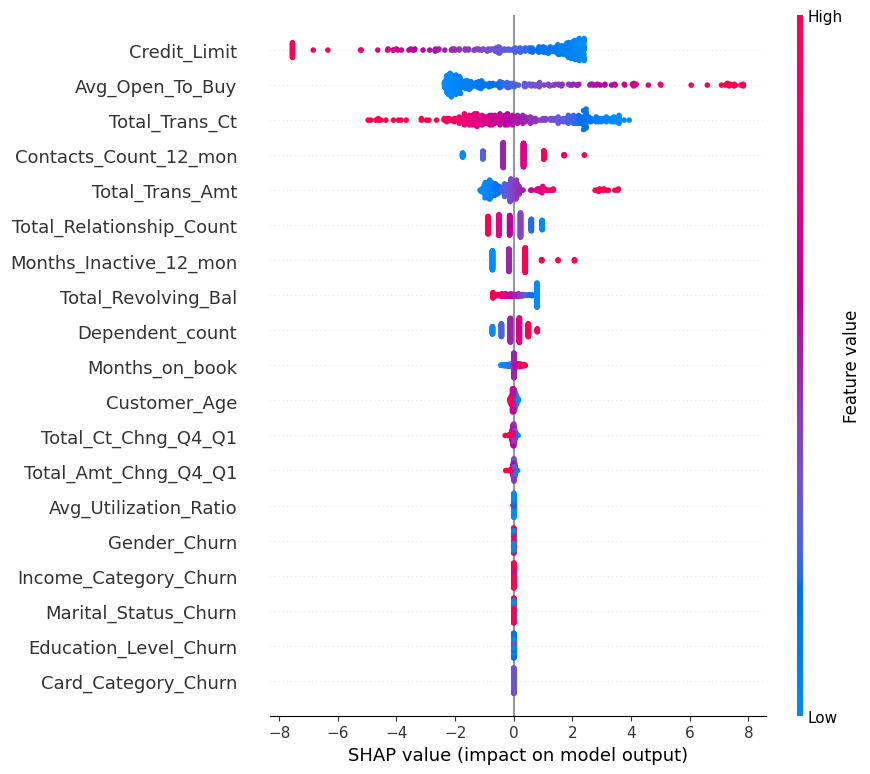 High
Credit_Limit
Avg_Open_To_Buy
Total_Trans_Ct
Contacts_Count_12_mon
Total_Trans_Amt
Total_Relationship_Count
Months_Inactive_12_mon
Total_Revolving_Bal
Dependent_count
Months_on_book
Customer_Age
Total_Ct_Chng_Q4_Q1
Total_Amt_Chng_Q4_Q1
Avg_Utilization_Ratio
Gender_Churn
Income_Category_Churn
Marital_Status_Churn
Education_Level_Churn
Card_Category_Churn
Feature value
Low
−8 −6 −4 −2 0 2 4 6 8
SHAP value (impact on model output)